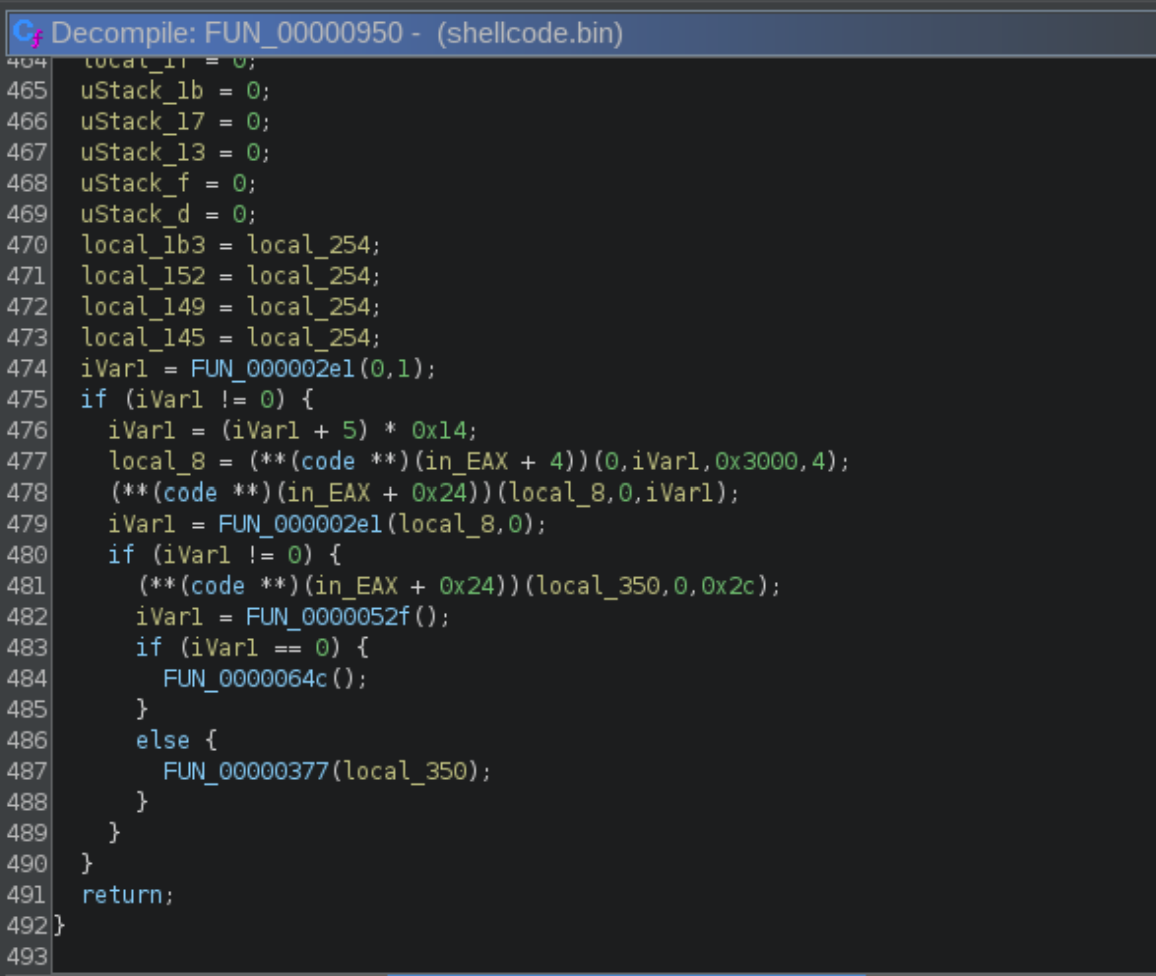 Decompile: FUN_00000950 - (shellcode.bin)
464 local_1f = 0;
465 uStack_1b = 0;
466 uStack_17 = 0;
467 uStack_13 = 0;
468 uStack_f = 0;
469 uStack_d = 0;
470 local_1b3 = local_254;
471 local_152 = local_254;
472 local_149 = local_254;
473 local_145 = local_254;
474 iVar1 = FUN_000002e1(0,1);
475 if (iVar1 != 0) {
476 iVar1 = (iVar1 + 5) * 0x14;
477 local_8 = (**(code **)(in_EAX + 4))(0,iVar1,0x3000,4);
478 (**(code **)(in_EAX + 0x24))(local_8,0,iVar1);
479 iVar1 = FUN_000002e1(local_8,0);
480 if (iVar1 != 0) {
481 (**(code **)(in_EAX + 0x24))(local_350,0,0x2c);
482 iVar1 = FUN_0000052f();
483 if (iVar1 == 0) {
484 FUN_0000064c();
485 }
486 else {
487 FUN_00000377(local_350);
488 }
489 }
490 }
491 return;
492 }
493